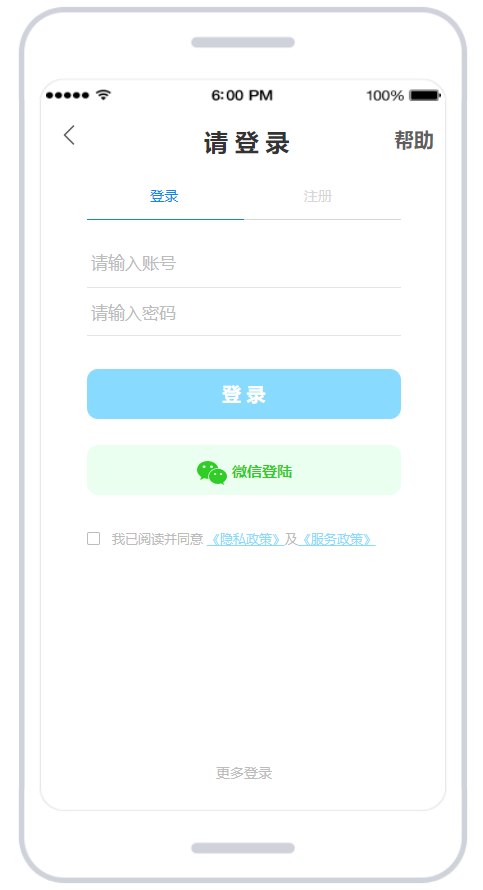 6:00 PM 100%
请登录 帮助
登录 注册
请输入账号
请输入密码
登录
微信登陆
我已阅读并同意《隐私政策》及《服务政策》
更多登录